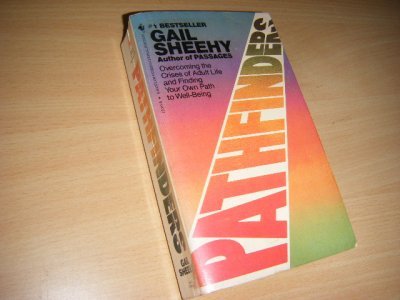 #1 BESTSELLER
GAIL
SHEEHY
Author of PASSAGES
Overcoming the
Crises of Adult Life
and Finding
Your Own Path
to Well-Being
PATHFINDERS
PATHFINDERS
GAIL